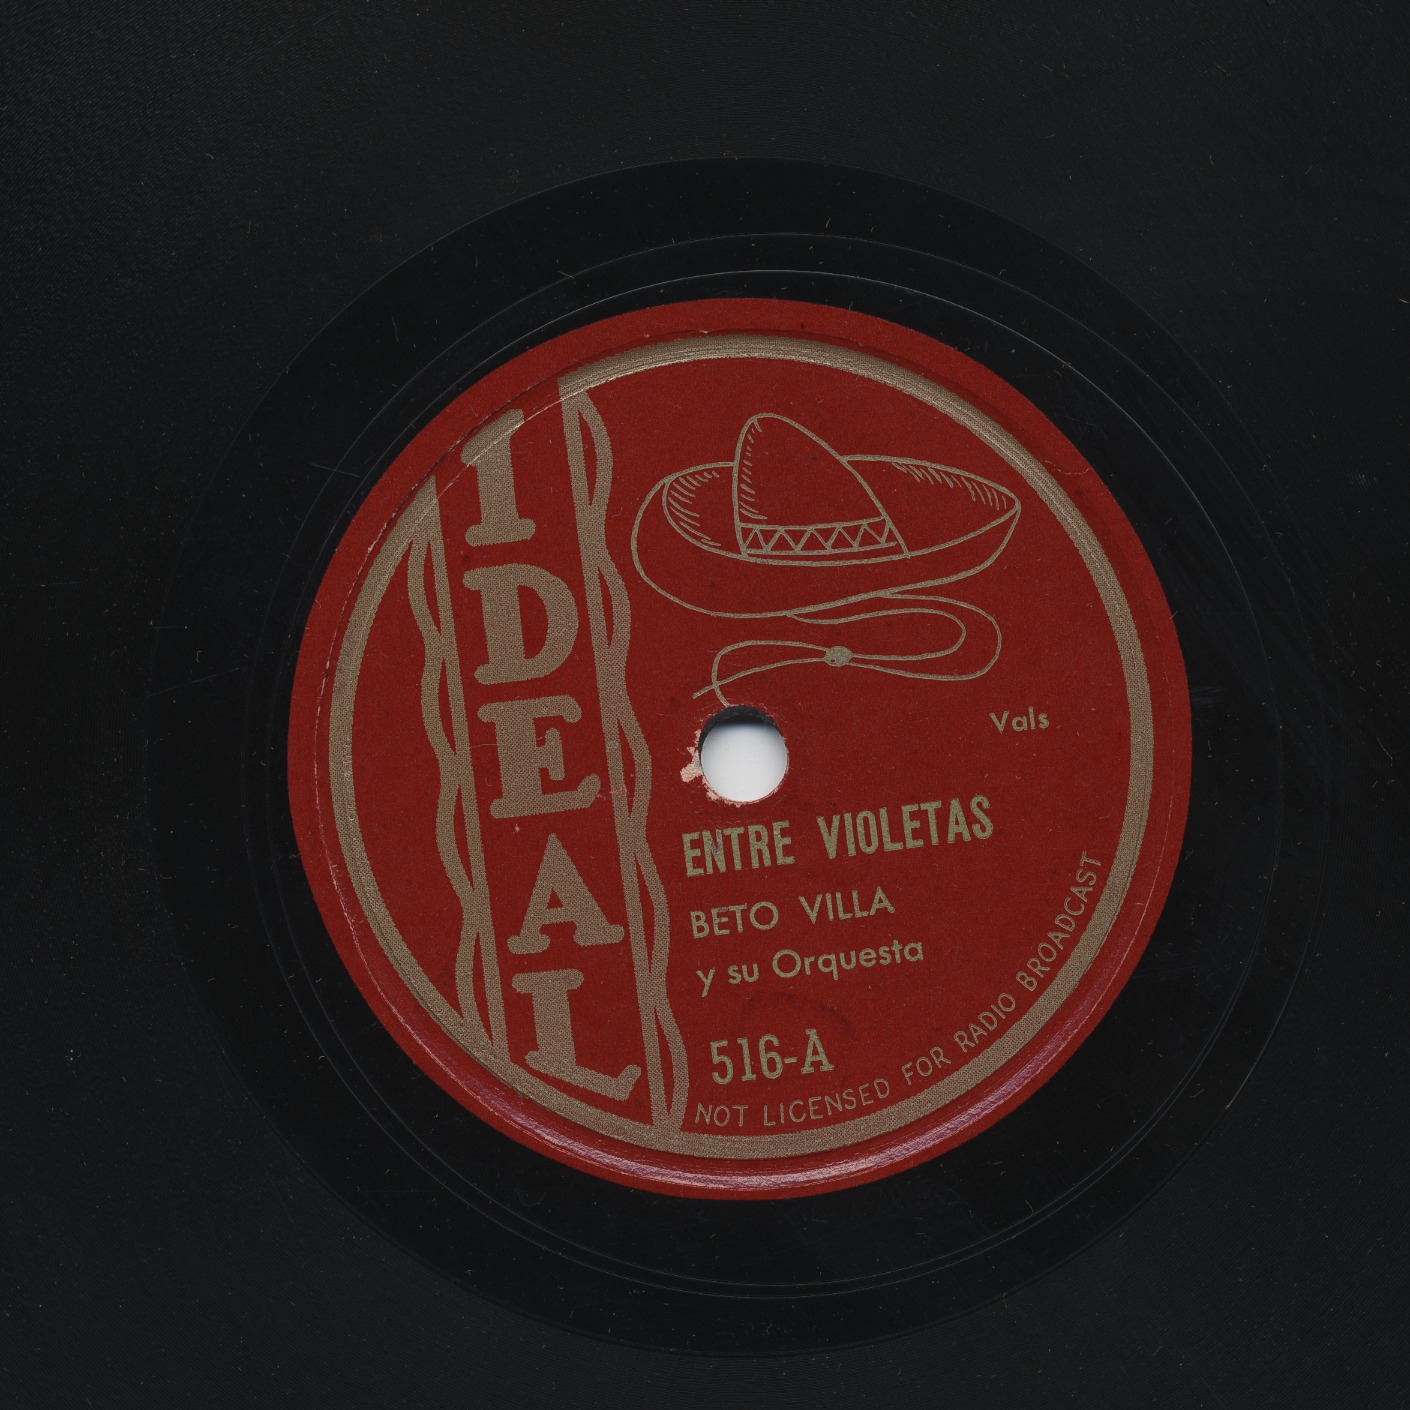 IDEAL
Vals
ENTRE VIOLETAS
BETO VILLA
y su Orquesta
516-A
NOT LICENSED FOR RADIO BROADCAST